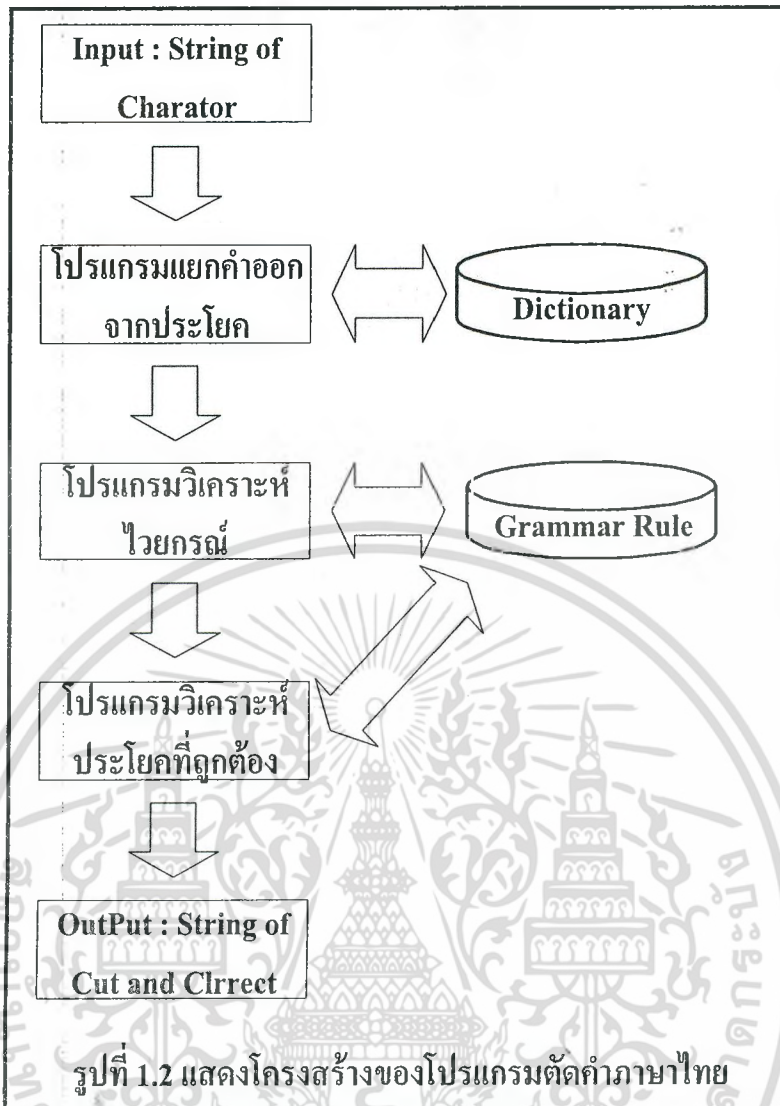 Input : String of
Charator
โปรแกรมแยกคำออก
จากประโยค
Dictionary
โปรแกรมวิเคราะห์
ไวยกรณ์
Grammar Rule
โปรแกรมวิเคราะห์
ประโยคที่ถูกต้อง
OutPut : String of
Cut and Clrrect
รูปที่ 1.2 แสดงโครงสร้างของโปรแกรมตัดคำภาษาไทย